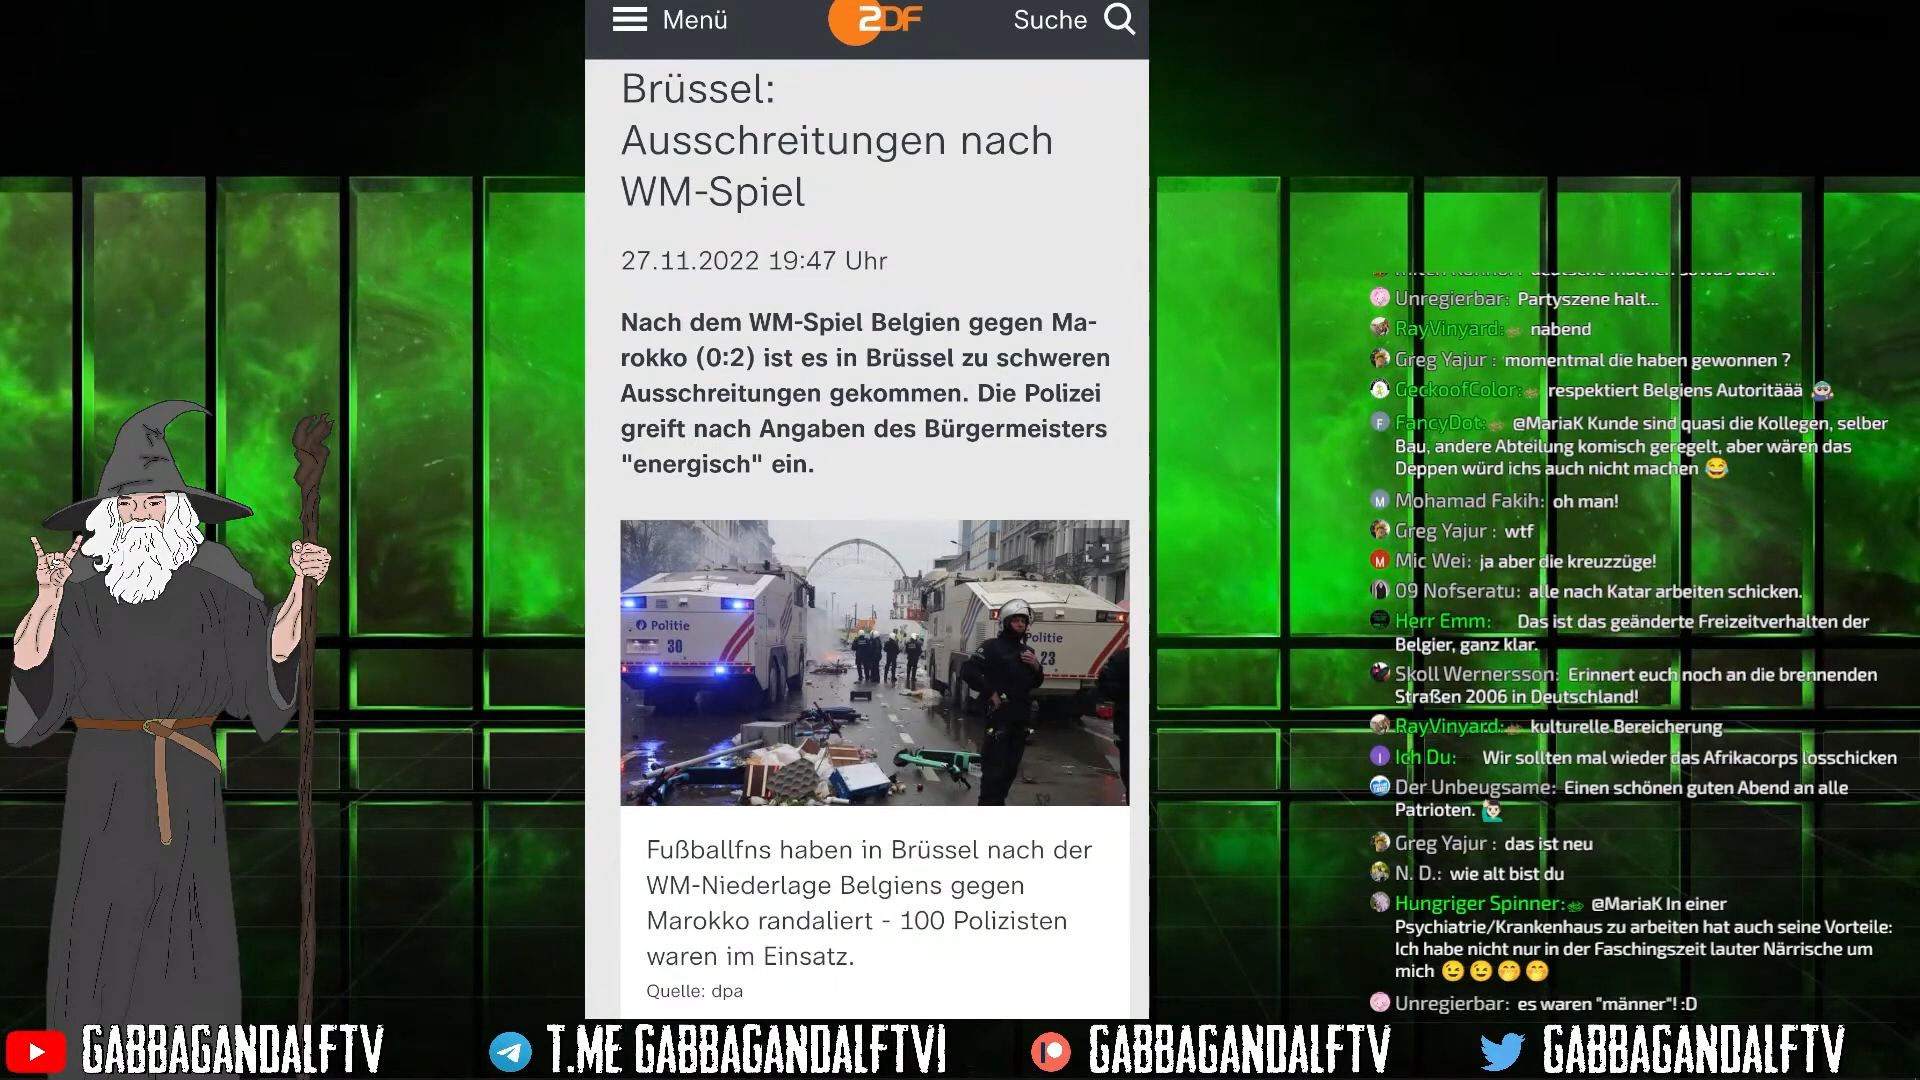 Menü
ZDF
Suche
Brüssel:
Ausschreitungen nach
WM-Spiel
27.11.2022 19:47 Uhr
Nach dem WM-Spiel Belgien gegen Ma-
rokko (0:2) ist es in Brüssel zu schweren
Ausschreitungen gekommen. Die Polizei
greift nach Angaben des Bürgermeisters
"energisch" ein.
Politie
30
Politie
23
Fußballfns haben in Brüssel nach der
WM-Niederlage Belgiens gegen
Marokko randaliert - 100 Polizisten
waren im Einsatz.
Quelle: dpa
Unregierbar: Partyszene halt...
RayVinyard: nabend
Greg Yajur : momentmal die haben gewonnen ?
GeckoofColor: respektiert Belgiens Autoritäää
F FancyDot: @MariaK Kunde sind quasi die Kollegen, selber
Bau, andere Abteilung komisch geregelt, aber wären das
Deppen würd ichs auch nicht machen
M Mohamad Fakih: oh man!
Greg Yajur : wtf
M Mic Wei: ja aber die kreuzzüge!
09 Nofseratu: alle nach Katar arbeiten schicken.
Herr Emm: Das ist das geänderte Freizeitverhalten der
Belgier, ganz klar.
Skoll Wernersson: Erinnert euch noch an die brennenden
Straßen 2006 in Deutschland!
RayVinyard: kulturelle Bereicherung
I Ich Du: Wir sollten mal wieder das Afrikacorps losschicken
Der Unbeugsame: Einen schönen guten Abend an alle
Patrioten.
Greg Yajur : das ist neu
N. D.: wie alt bist du
Hungriger Spinner: @MariaK In einer
Psychiatrie/Krankenhaus zu arbeiten hat auch seine Vorteile:
Ich habe nicht nur in der Faschingszeit lauter Närrische um
mich
Unregierbar: es waren "männer"! :D
GABBAGANDALFTV
T.ME GABBAGANDALFTV1
GABBAGANDALFTV
GABBAGANDALFTV